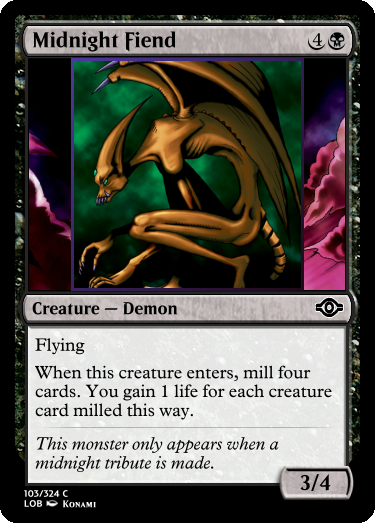 Midnight Fiend 4
Creature — Demon
Flying
When this creature enters, mill four
cards. You gain 1 life for each creature
card milled this way.
This monster only appears when a
midnight tribute is made.
3/4
103/324 C
LOB Konami